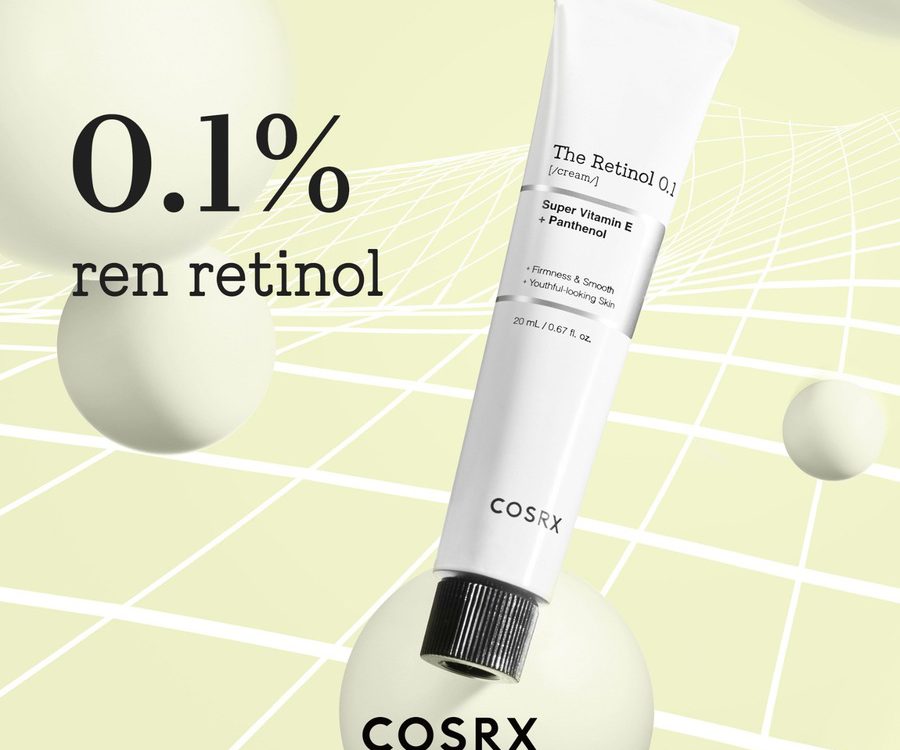 0.1%
ren retinol
The Retinol 0.1
[/cream/]
Super Vitamin E
+ Panthenol
+ Firmness & Smooth
+ Youthful-looking Skin
20 mL / 0.67 fl. oz.
COSRX
COSRX